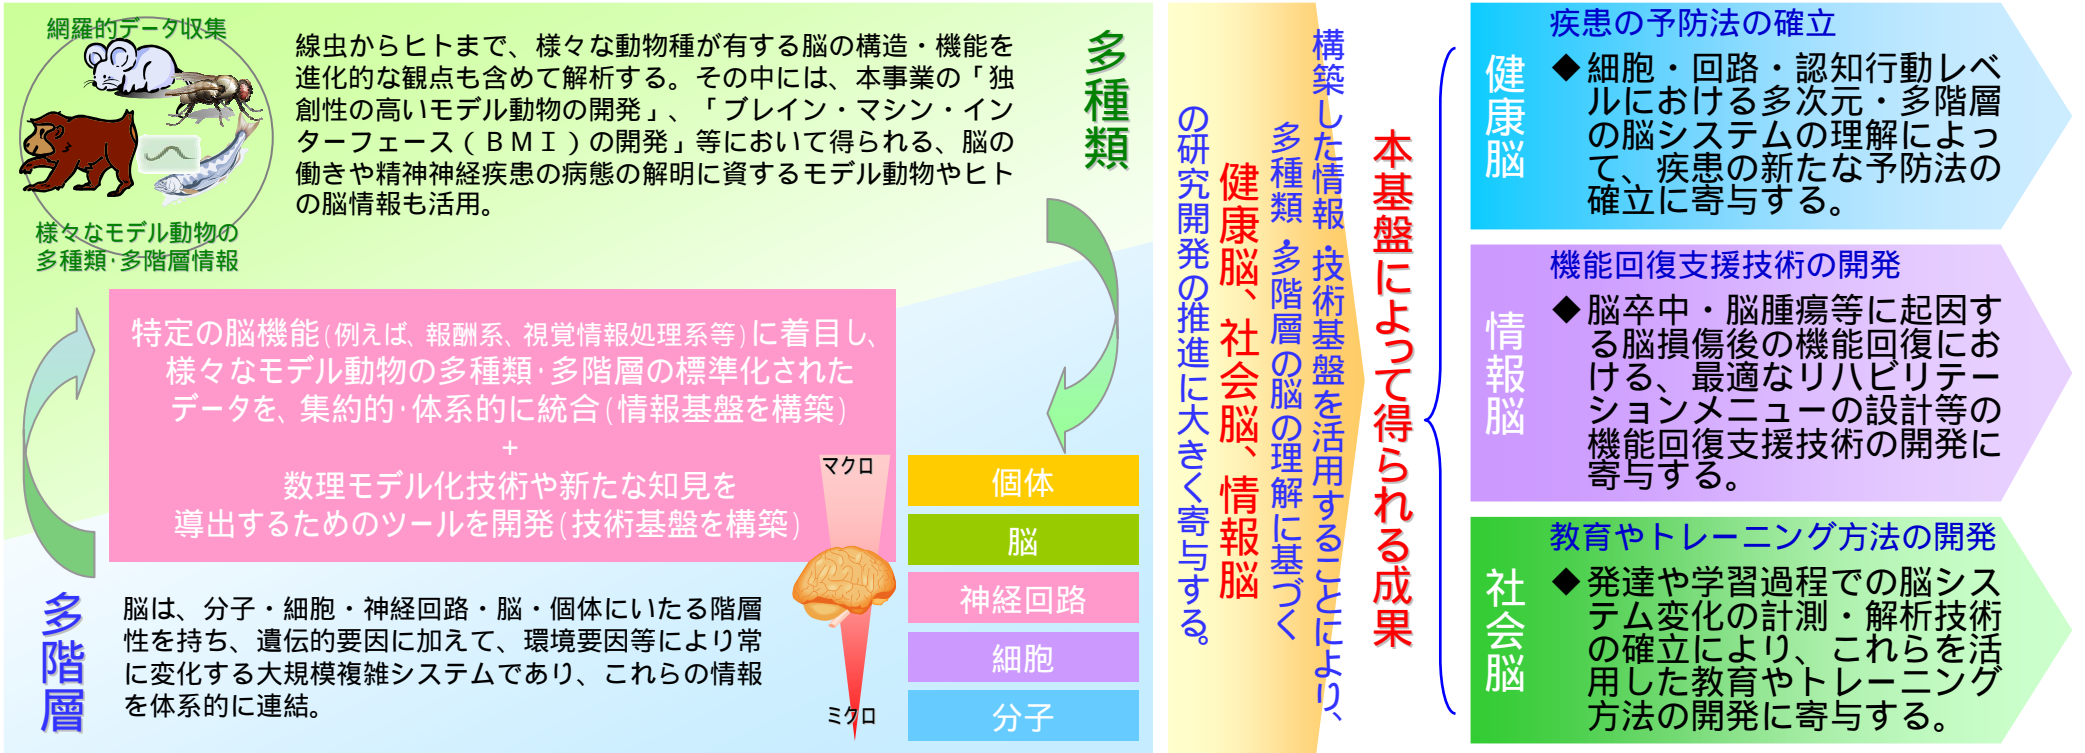 網羅的データ収集
様々なモデル動物の
多種類・多階層情報
線虫からヒトまで、様々な動物種が有する脳の構造・機能を
進化的な観点も含めて解析する。その中には、本事業の「独
創性の高いモデル動物の開発」、「ブレイン・マシン・イン
ターフェース（ＢＭＩ）の開発」等において得られる、脳の
働きや精神神経疾患の病態の解明に資するモデル動物やヒト
の脳情報も活用。
多種類
特定の脳機能(例えば、報酬系、視覚情報処理系等)に着目し、
様々なモデル動物の多種類・多階層の標準化された
データを、集約的・体系的に統合(情報基盤を構築)
+
数理モデル化技術や新たな知見を
導出するためのツールを開発(技術基盤を構築)
マクロ
ミクロ
個体
脳
神経回路
細胞
分子
多階層
脳は、分子・細胞・神経回路・脳・個体にいたる階層
性を持ち、遺伝的要因に加えて、環境要因等により常
に変化する大規模複雑システムであり、これらの情報
を体系的に連結。
構築した情報・技術基盤を活用することにより、
多種類・多階層の脳の理解に基づく
健康脳、社会脳、情報脳
の研究開発の推進に大きく寄与する。
本基盤によって得られる成果
健康脳
疾患の予防法の確立
◆細胞・回路・認知行動レベ
ルにおける多次元・多階層
の脳システムの理解によっ
て、疾患の新たな予防法の
確立に寄与する。
情報脳
機能回復支援技術の開発
◆脳卒中・脳腫瘍等に起因す
る脳損傷後の機能回復にお
ける、最適なリハビリテー
ションメニューの設計等の
機能回復支援技術の開発に
寄与する。
社会脳
教育やトレーニング方法の開発
◆発達や学習過程での脳シス
テム変化の計測・解析技術
の確立により、これらを活
用した教育やトレーニング
方法の開発に寄与する。